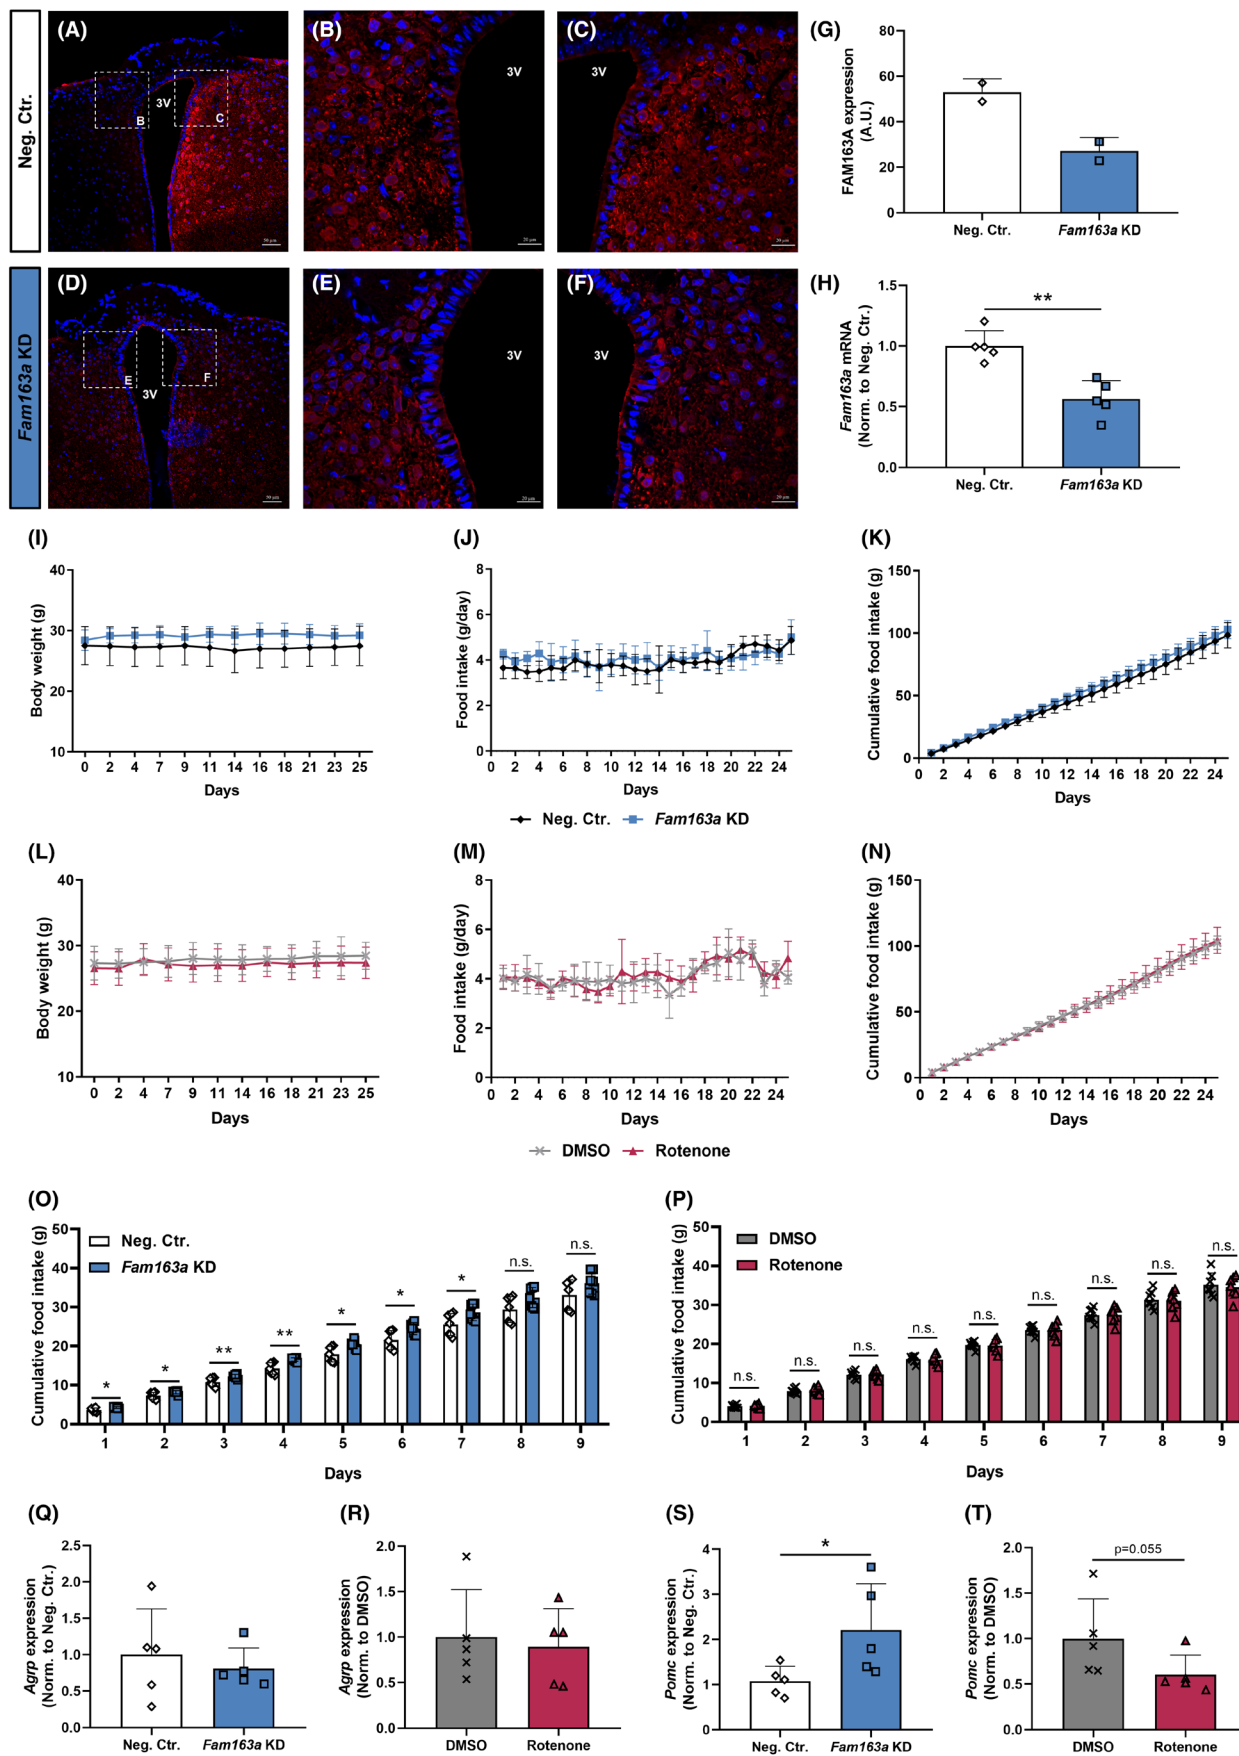 Neg. Ctr.
(A)
3V
B
C
50 µm
(B)
3V
20 µm
(C)
3V
(G)
FAM163A expression
(A.U.)
80
60
40
20
0
Neg. Ctr.
Fam163a KD
Fam163a KD
(D)
3V
E
F
50 µm
(E)
3V
20 µm
(F)
3V
20 µm
(H)
Fam163a mRNA
(Norm. to Neg. Ctr.)
1.5
1.0
0.5
0.0
**
Neg. Ctr.
Fam163a KD
(I)
Body weight (g)
40
30
20
10
0 2 4 7 9 11 14 16 18 21 23 25
Days
(J)
Food intake (g/day)
8
6
4
2
0
0 2 4 6 8 10 12 14 16 18 20 22 24
Days
(K)
Cumulative food intake (g)
150
100
50
0
0 2 4 6 8 10 12 14 16 18 20 22 24
Days
Neg. Ctr. Fam163a KD
(L)
Body weight (g)
40
30
20
10
0 2 4 7 9 11 14 16 18 21 23 25
Days
(M)
Food intake (g/day)
8
6
4
2
0
0 2 4 6 8 10 12 14 16 18 20 22 24
Days
(N)
Cumulative food intake (g)
150
100
50
0
0 2 4 6 8 10 12 14 16 18 20 22 24
Days
DMSO Rotenone
(O)
Cumulative food intake (g)
50
40
30
20
10
0
Neg. Ctr.
Fam163a KD
* * ** ** * * * n.s. n.s.
1 2 3 4 5 6 7 8 9
Days
(P)
Cumulative food intake (g)
50
40
30
20
10
0
DMSO
Rotenone
n.s. n.s. n.s. n.s. n.s. n.s. n.s. n.s. n.s.
1 2 3 4 5 6 7 8 9
Days
(Q)
Agrp expression
(Norm. to Neg. Ctr.)
2.5
2.0
1.5
1.0
0.5
0.0
Neg. Ctr.
Fam163a KD
(R)
Agrp expression
(Norm. to DMSO)
2.0
1.5
1.0
0.5
0.0
DMSO
Rotenone
(S)
Pomc expression
(Norm. to Neg. Ctr.)
4
3
2
1
0
*
Neg. Ctr.
Fam163a KD
(T)
Pomc expression
(Norm. to DMSO)
2.0
1.5
1.0
0.5
0.0
p=0.055
DMSO
Rotenone